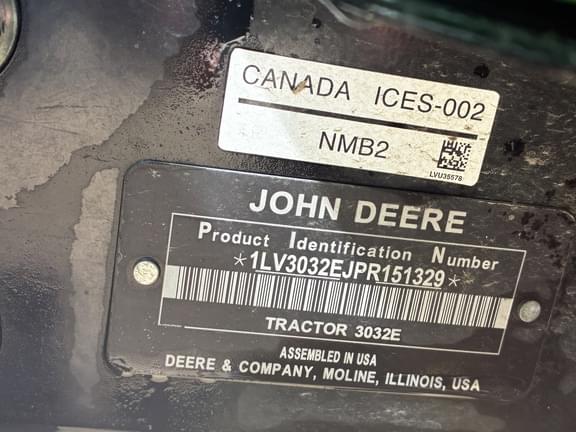 CANADA ICES-002
NMB2
LVU35578
JOHN DEERE
Product Identification Number
*1LV3032EJPR151329*
TRACTOR 3032E
ASSEMBLED IN USA
DEERE & COMPANY, MOLINE, ILLINOIS, USA